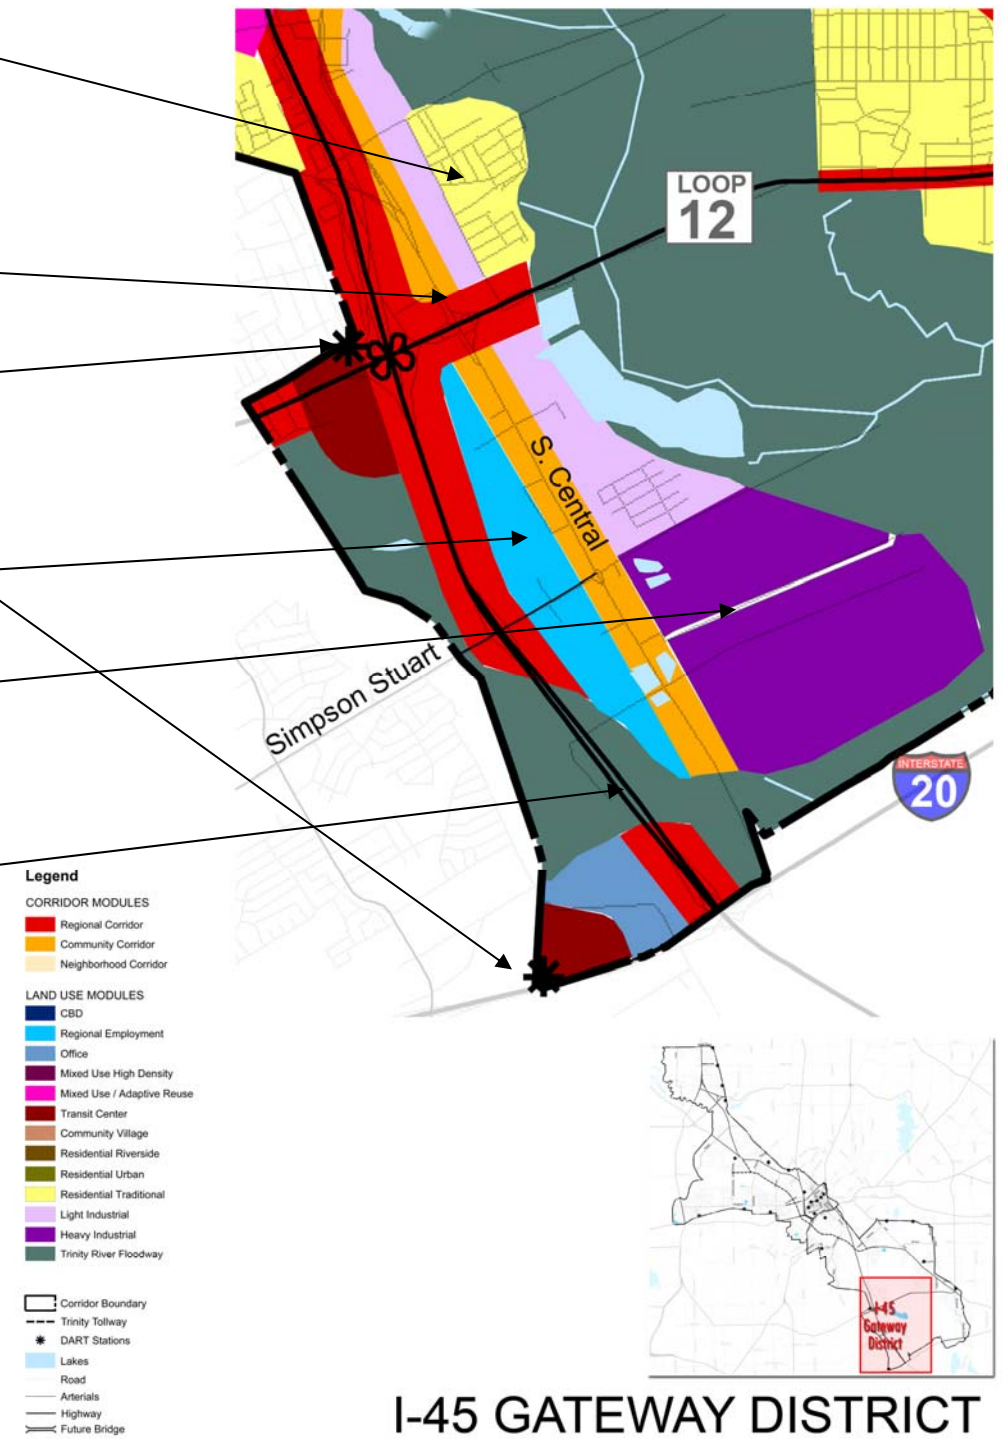 LOOP
12
S. Central
Simpson Stuart
INTERSTATE
20
Legend
CORRIDOR MODULES
Regional Corridor
Community Corridor
Neighborhood Corridor
LAND USE MODULES
CBD
Regional Employment
Office
Mixed Use High Density
Mixed Use / Adaptive Reuse
Transit Center
Community Village
Residential Riverside
Residential Urban
Residential Traditional
Light Industrial
Heavy Industrial
Trinity River Floodway
Corridor Boundary
Trinity Tollway
DART Stations
Lakes
Road
Arterials
Highway
Future Bridge
I-45
Gateway
District
I-45 GATEWAY DISTRICT